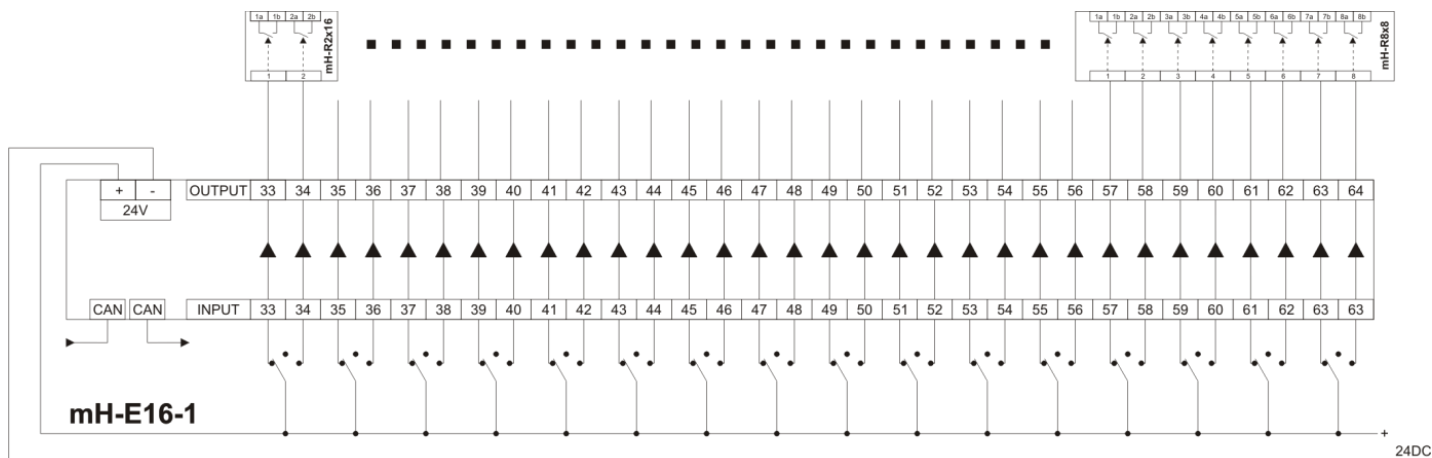 1a 1b 2a 2b
mH-R2x16
1 2
1a 1b 2a 2b 3a 3b 4a 4b 5a 5b 6a 6b 7a 7b 8a 8b
mH-R8x8
1 2 3 4 5 6 7 8
+ -
24V
OUTPUT 33 34 35 36 37 38 39 40 41 42 43 44 45 46 47 48 49 50 51 52 53 54 55 56 57 58 59 60 61 62 63 64
CAN CAN
INPUT 33 34 35 36 37 38 39 40 41 42 43 44 45 46 47 48 49 50 51 52 53 54 55 56 57 58 59 60 61 62 63 63
mH-E16-1
+
24DC